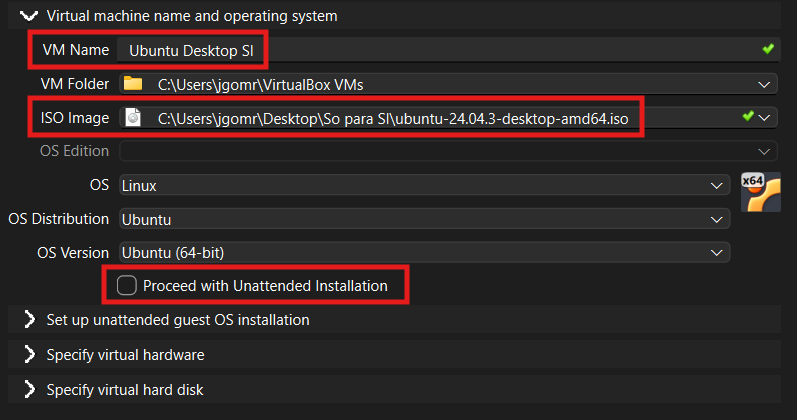 Virtual machine name and operating system
VM Name Ubuntu Desktop SI
VM Folder C:\Users\jgomr\VirtualBox VMs
ISO Image C:\Users\jgomr\Desktop\So para SI\ubuntu-24.04.3-desktop-amd64.iso
OS Edition
OS Linux
x64
OS Distribution Ubuntu
OS Version Ubuntu (64-bit)
Proceed with Unattended Installation
Set up unattended guest OS installation
Specify virtual hardware
Specify virtual hard disk